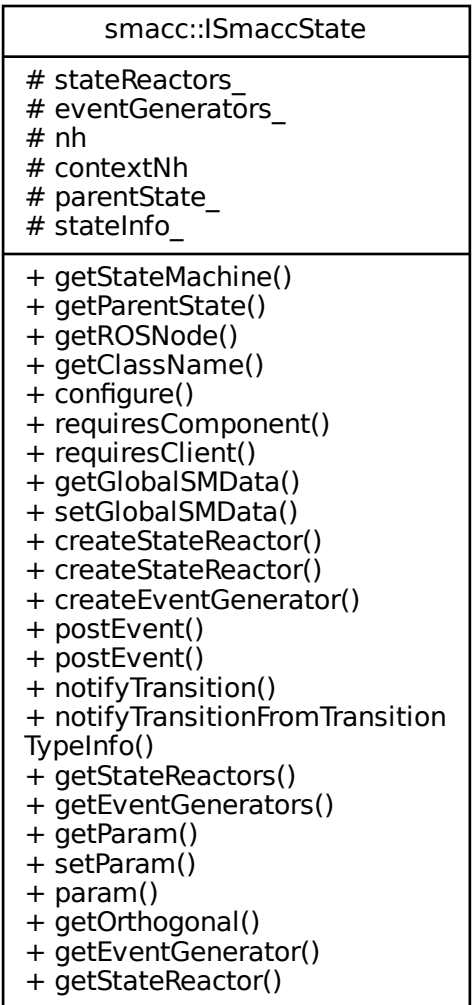 smacc::ISmaccState
# stateReactors_
# eventGenerators_
# nh
# contextNh
# parentState_
# stateInfo_
+ getStateMachine()
+ getParentState()
+ getROSNode()
+ getClassName()
+ configure()
+ requiresComponent()
+ requiresClient()
+ getGlobalSMData()
+ setGlobalSMData()
+ createStateReactor()
+ createStateReactor()
+ createEventGenerator()
+ postEvent()
+ postEvent()
+ notifyTransition()
+ notifyTransitionFromTransition
TypeInfo()
+ getStateReactors()
+ getEventGenerators()
+ getParam()
+ setParam()
+ param()
+ getOrthogonal()
+ getEventGenerator()
+ getStateReactor()